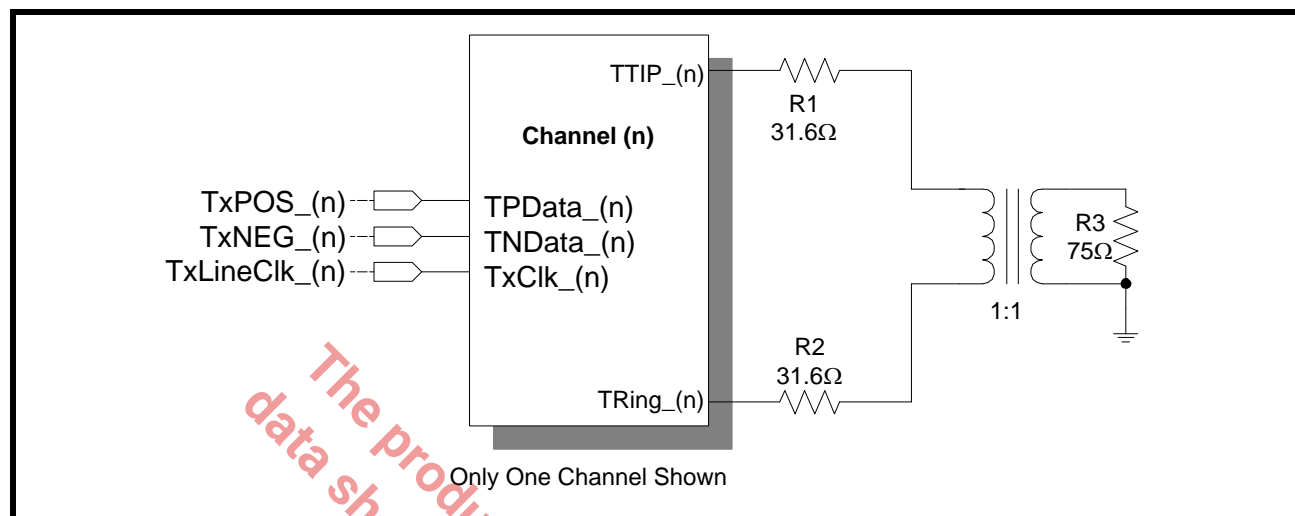 TTIP_(n)
R1
31.6Ω
Channel (n)
TxPOS_(n)
TPData_(n)
TxNEG_(n)
TNData_(n)
TxLineClk_(n)
TxClk_(n)
R3
75Ω
1:1
R2
31.6Ω
TRing_(n)
Only One Channel Shown
The produ
data sh